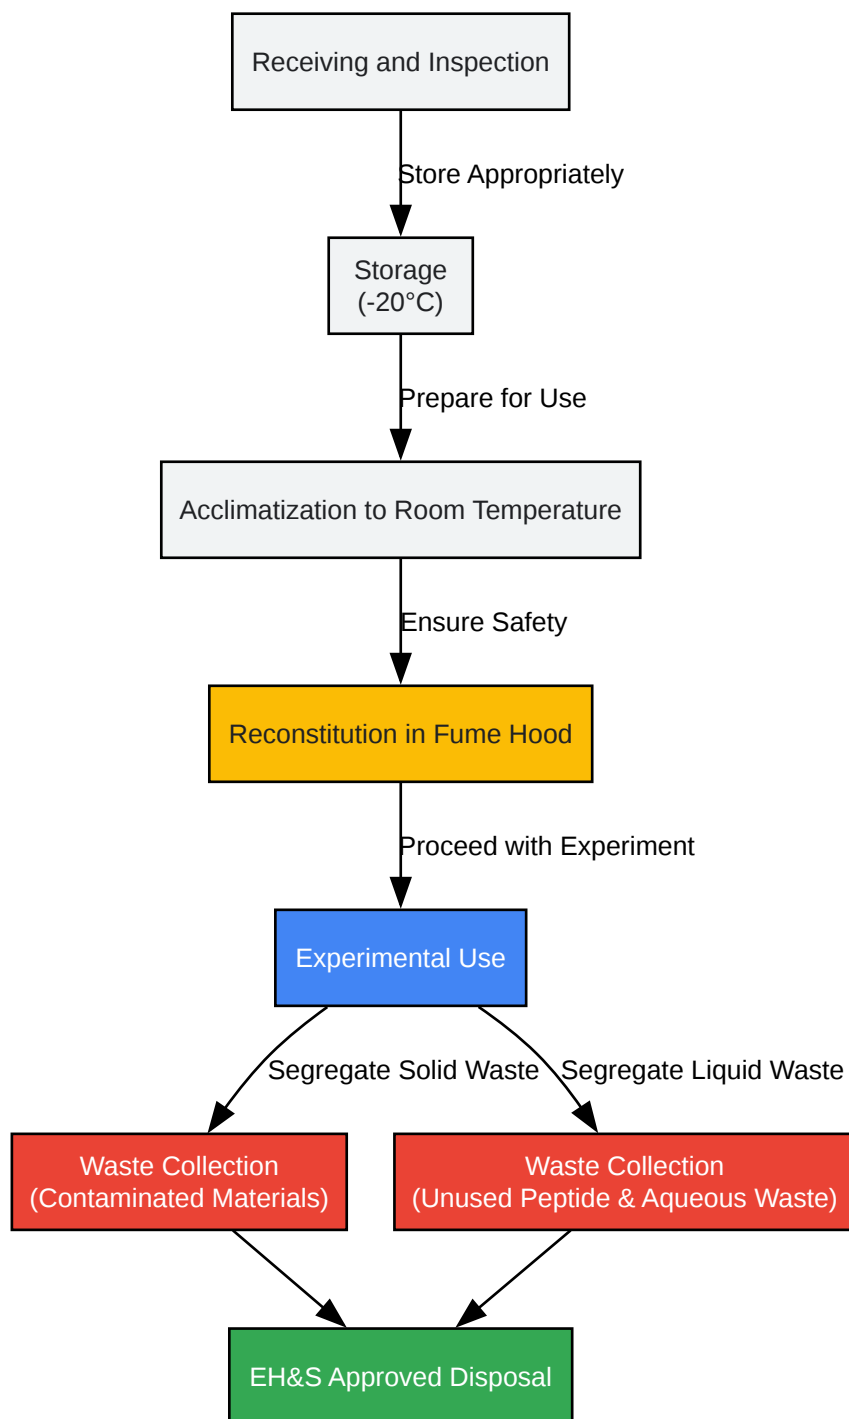 Receiving and Inspection
Store Appropriately
Storage
(-20°C)
Prepare for Use
Acclimatization to Room Temperature
Ensure Safety
Reconstitution in Fume Hood
Proceed with Experiment
Experimental Use
Segregate Solid Waste
Segregate Liquid Waste
Waste Collection
(Contaminated Materials)
Waste Collection
(Unused Peptide & Aqueous Waste)
EH&S Approved Disposal